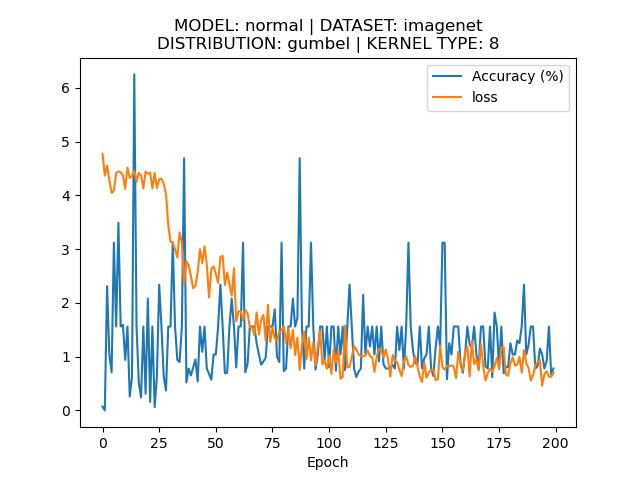 MODEL: normal | DATASET: imagenet
DISTRIBUTION: gumbel | KERNEL TYPE: 8
Accuracy (%)
loss
6
5
4
3
2
1
0
0 25 50 75 100 125 150 175 200
Epoch